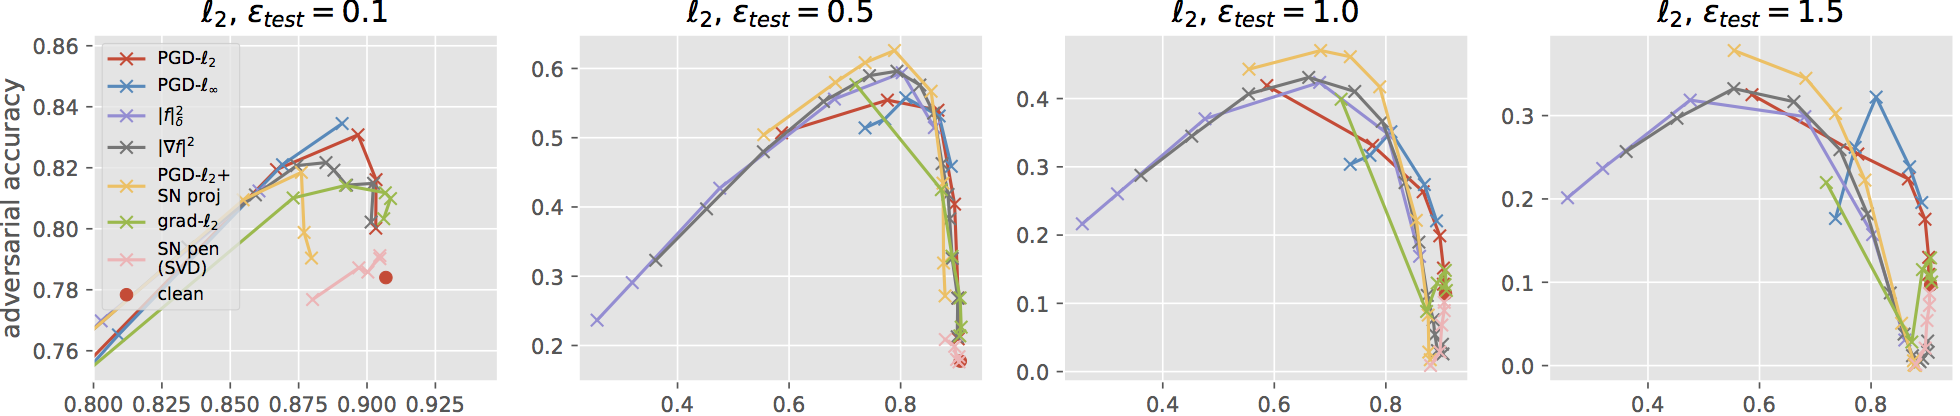 ℓ₂, ε_test = 0.1
ℓ₂, ε_test = 0.5
ℓ₂, ε_test = 1.0
ℓ₂, ε_test = 1.5
adversarial accuracy
0.86
0.84
0.82
0.80
0.78
0.76
PGD-ℓ₂
PGD-ℓ∞
|f|²_δ
|∇f|²
PGD-ℓ₂+
SN proj
grad-ℓ₂
SN pen
(SVD)
clean
0.800 0.825 0.850 0.875 0.900 0.925
0.6
0.5
0.4
0.3
0.2
0.4 0.6 0.8
0.4
0.3
0.2
0.1
0.0
0.4 0.6 0.8
0.3
0.2
0.1
0.0
0.4 0.6 0.8